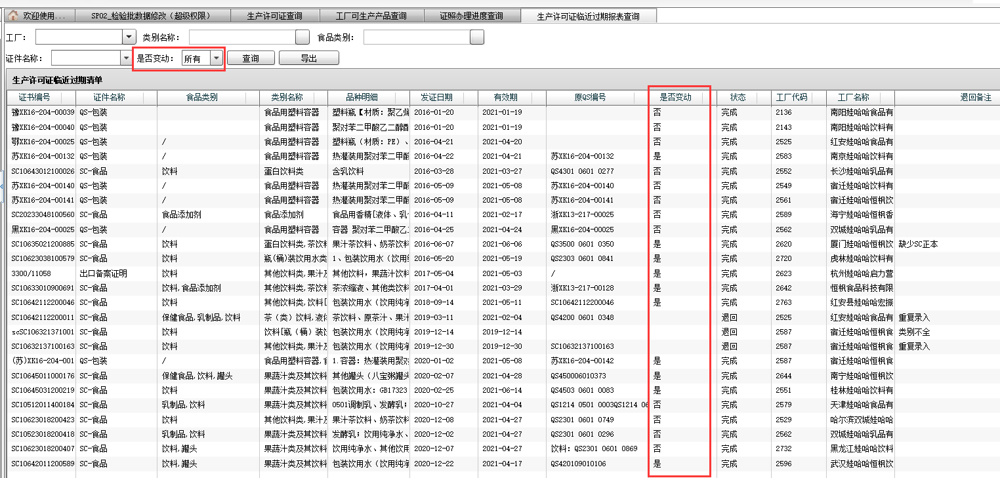 欢迎使用... SP02_检验批数据修改（超级权限） 生产许可证查询 工厂可生产产品查询 证照办理进度查询 生产许可证临近过期报表查询
工厂： 类别名称： 食品类别：
证件名称： 是否变动： 所有 查询 导出
生产许可证临近过期清单
证书编号 证件名称 食品类别 类别名称 品种明细 发证日期 有效期 原QS编号 是否变动 状态 工厂代码 工厂名称 退回备注
豫XK16-204-00039 QS-包装 食品用塑料容器 塑料瓶【材质：聚乙烯 2016-01-20 2021-01-19 否 完成 2136 南阳娃哈哈食品有
豫XK16-204-00040 QS-包装 食品用塑料容器 聚对苯二甲酸乙二醇酯 2016-01-20 2021-01-19 否 完成 2143 南阳娃哈哈饮料有
鄂XK16-204-00025 QS-包装 / 食品用塑料容器 塑料瓶（材质：PE）、 2016-04-21 2021-04-20 否 完成 2525 红安娃哈哈食品有
苏XK16-204-00132 QS-包装 / 食品用塑料容器 热灌装用聚对苯二甲酸 2016-04-22 2021-04-21 苏XK16-204-00132 是 完成 2583 南京娃哈哈饮料有
SC10643012100026 SC-食品 饮料 蛋白饮料类 含乳饮料 2016-03-28 2021-03-27 QS4301 0601 0277 否 完成 2552 长沙娃哈哈乳品有
苏XK16-204-00140 QS-包装 / 食品用塑料容器 热灌装用聚对苯二甲酸 2016-05-09 2021-05-08 苏XK16-204-00140 否 完成 2549 宿迁娃哈哈饮料有
苏XK16-204-00141 QS-包装 / 食品用塑料容器 热灌装用聚对苯二甲酸 2016-05-09 2021-05-08 苏XK16-204-00141 否 完成 2561 宿迁娃哈哈恒枫饮
SC20233048100560 SC-食品 食品添加剂 食品添加剂 食品用香精[液体、乳 2016-04-11 2021-02-17 浙XK13-217-00025 否 完成 2589 海宁娃哈哈恒枫香
黑XK16-204-00025 QS-包装 / 食品用塑料容器 容器 聚对苯二甲酸乙二 2016-04-25 2021-04-24 黑XK16-204-00025 否 完成 2562 双城娃哈哈乳品有
SC10635021200885 SC-食品 饮料 蛋白饮料类,茶饮料 果汁茶饮料、奶茶饮料 2016-06-07 2021-06-06 QS3500 0601 0350 是 完成 2620 厦门娃哈哈恒枫饮 缺少SC正本
SC10623038100579 SC-食品 饮料 瓶(桶)装饮用水类 1、包装饮用水（饮用 2016-05-20 2021-05-19 QS2303 0601 0841 是 完成 2720 虎林娃哈哈饮料有
3300/11058 出口备案证明 饮料 其他饮料类,果汁及 其他饮料，果蔬汁饮料 2017-05-04 2021-05-03 / 是 完成 2623 杭州娃哈哈启力营
SC10633010900691 SC-食品 饮料,食品添加剂 其他饮料类,茶饮料 茶浓缩液、其他类饮料 2017-04-01 2021-03-29 浙XK13-217-00128 是 完成 2642 恒枫食品科技有限
SC10642112200046 SC-食品 饮料 其他饮料类,饮料[ 包装饮用水（饮用纯净 2018-09-14 2021-05-11 SC10642112200046 是 完成 2763 红安县娃哈哈宏振
SC10642112200011 SC-食品 保健食品,乳制品,饮料 茶（类）饮料,液体 茶饮料、原茶汁、果汁 2019-03-11 2021-02-04 QS4200 0601 0348 退回 2525 红安娃哈哈食品有 重复录入
scSC106321371001 SC-食品 饮料 饮料[瓶（桶）装饮 包装饮用水（饮用纯净 2019-12-14 2019-12-14 退回 2587 宿迁娃哈哈恒枫食 类别不全
SC10632137100163 SC-食品 饮料 其他饮料类,果汁及 包装饮用水（饮用纯净 2019-12-30 2019-12-30 SC10632137100163 退回 2587 宿迁娃哈哈恒枫食 重复录入
(苏)XK16-204-001 QS-包装 / 食品用塑料容器,食 1.容器：热灌装用聚对 2020-01-02 2021-05-08 苏XK16-204-00142 是 完成 2587 宿迁娃哈哈恒枫食
SC10645011000176 SC-食品 保健食品,饮料,罐头 果蔬汁类及其饮料 其他罐头（八宝粥罐头 2020-02-07 2021-04-28 QS450006010373 是 完成 2644 南宁娃哈哈恒枫饮
SC10645031200219 SC-食品 饮料 果蔬汁类及其饮料 包装饮用水：GB17323 2020-02-25 2021-06-14 QS4503 0601 0083 是 完成 2551 桂林娃哈哈饮料有
SC10512011400184 SC-食品 乳制品,饮料 果蔬汁类及其饮料 0501调制乳、发酵乳； 2020-10-27 2021-04-04 QS1214 0501 0003QS1214 06 否 完成 2579 天津娃哈哈食品有
SC10623018200423 SC-食品 饮料 其他饮料类,果汁及 果汁茶饮料、奶茶饮料 2020-12-08 2021-04-27 QS2301 0601 0749 否 完成 2529 哈尔滨双城娃哈哈
SC10523018200418 SC-食品 乳制品,饮料 果蔬汁类及其饮料 发酵乳；饮用纯净水、 2020-12-02 2021-04-27 QS2301 0601 0296 否 完成 2562 双城娃哈哈乳品有
SC10623018200407 SC-食品 饮料,罐头 果蔬汁类及其饮料 饮用纯净水、其他饮用 2020-12-07 2021-04-27 饮料：QS2301 0601 0869 否 完成 2732 黑龙江娃哈哈饮料
SC10642011200589 SC-食品 饮料,罐头 果蔬汁类及其饮料 包装饮用水（饮用纯净 2020-12-22 2021-04-17 QS420109010106 是 完成 2596 武汉娃哈哈恒枫饮